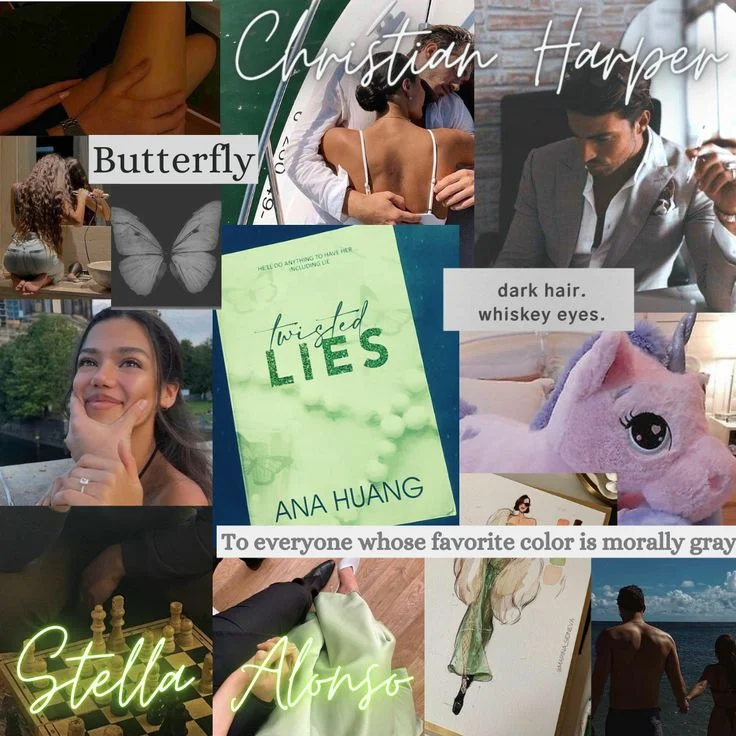 Christian Harper
Butterfly
dark hair.
whiskey eyes.
HE'LL DO ANYTHING TO HAVE HER
INCLUDING LIE
twisted
LIES
ANA HUANG
To everyone whose favorite color is morally gray
Stella Alonso